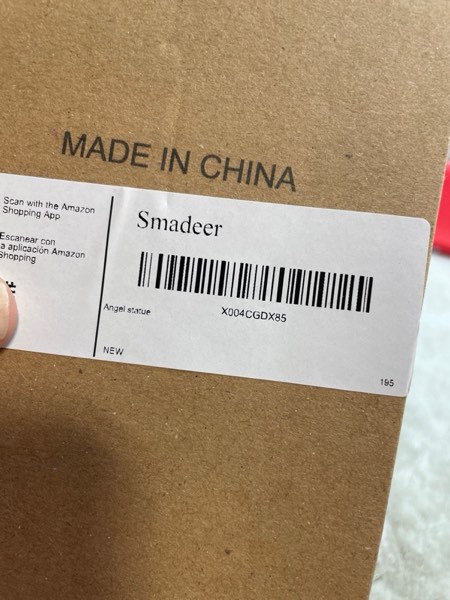 MADE IN CHINA
Scan with the Amazon
Shopping App
Escanear con
a aplicación Amazon
Shopping
Smadeer
Angel statue
X004CGDX85
NEW
195